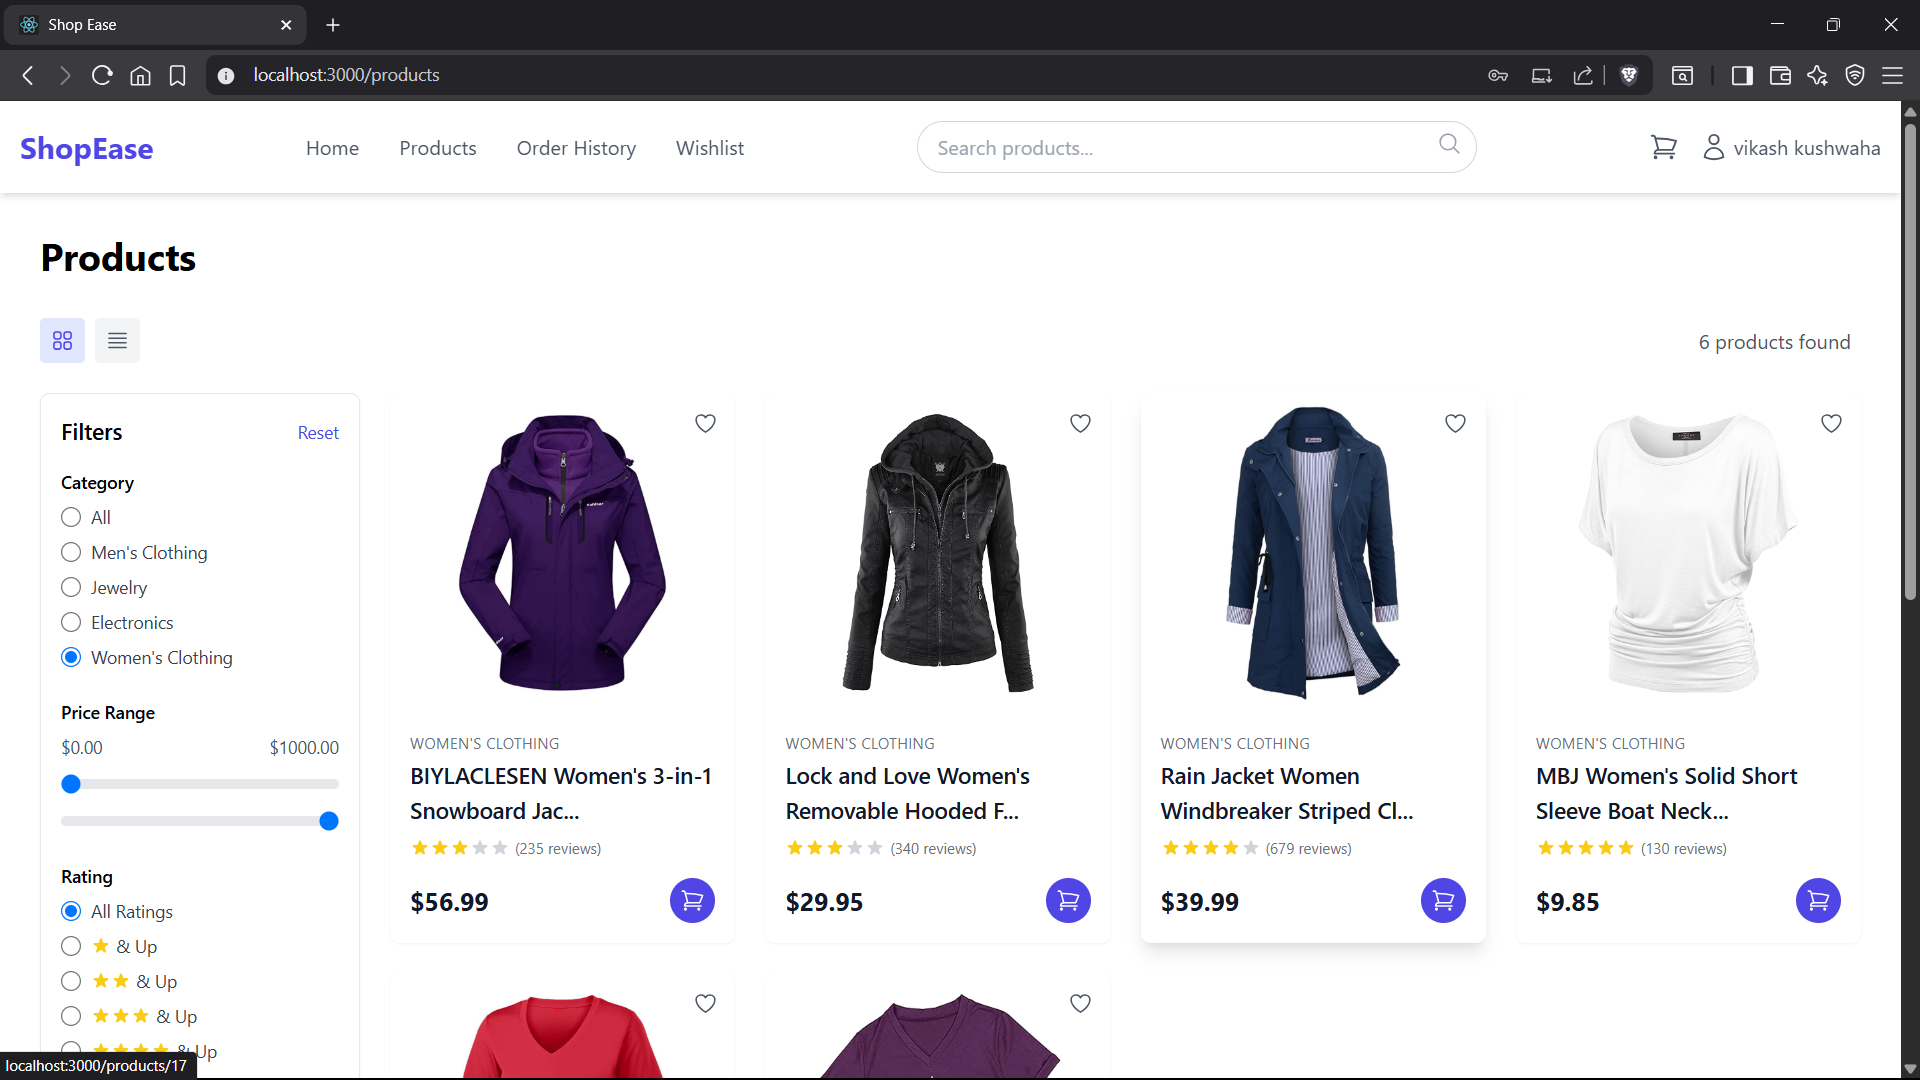 Shop Ease
localhost:3000/products
ShopEase
Home
Products
Order History
Wishlist
Search products...
vikash kushwaha
Products
6 products found
Filters
Reset
Category
All
Men's Clothing
Jewelry
Electronics
Women's Clothing
Price Range
$0.00
$1000.00
Rating
All Ratings
& Up
& Up
& Up
& Up
WOMEN'S CLOTHING
BIYLACLESEN Women's 3-in-1
Snowboard Jac...
(235 reviews)
$56.99
WOMEN'S CLOTHING
Lock and Love Women's
Removable Hooded F...
(340 reviews)
$29.95
WOMEN'S CLOTHING
Rain Jacket Women
Windbreaker Striped Cl...
(679 reviews)
$39.99
WOMEN'S CLOTHING
MBJ Women's Solid Short
Sleeve Boat Neck...
(130 reviews)
$9.85
localhost:3000/products/17